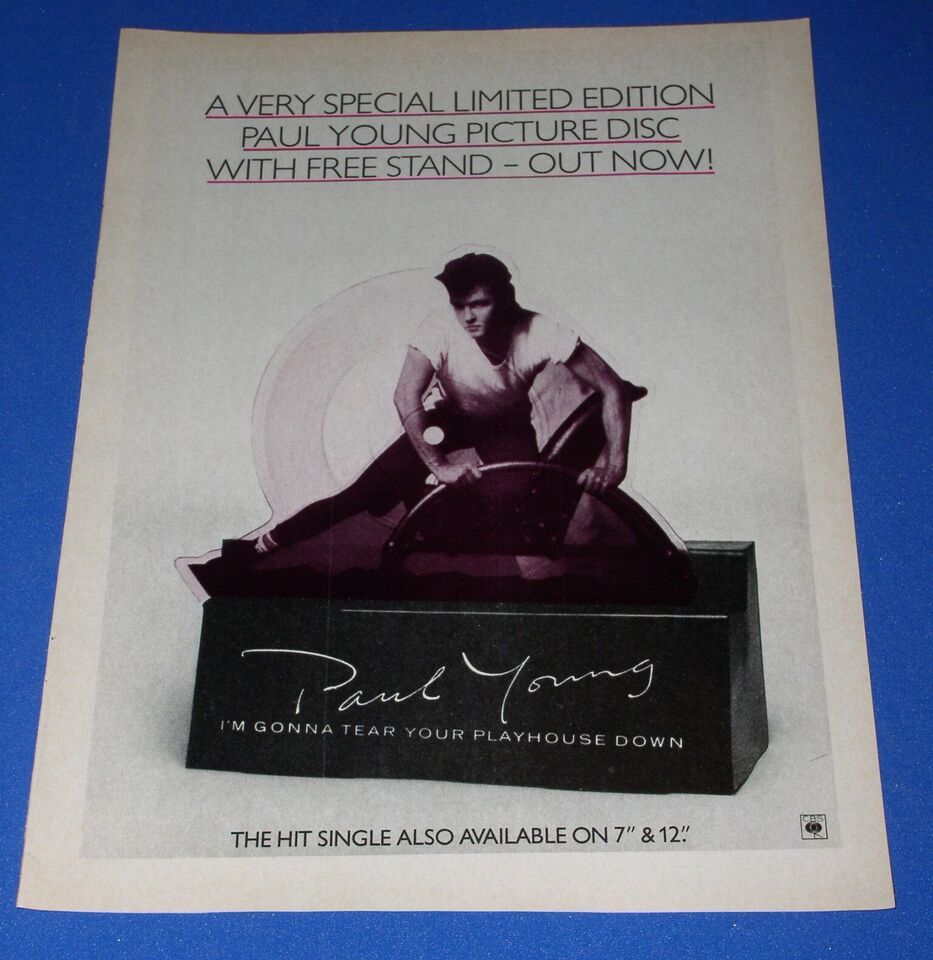 A VERY SPECIAL LIMITED EDITION
PAUL YOUNG PICTURE DISC
WITH FREE STAND – OUT NOW!
Paul Young
I'M GONNA TEAR YOUR PLAYHOUSE DOWN
THE HIT SINGLE ALSO AVAILABLE ON 7" & 12".
CBS